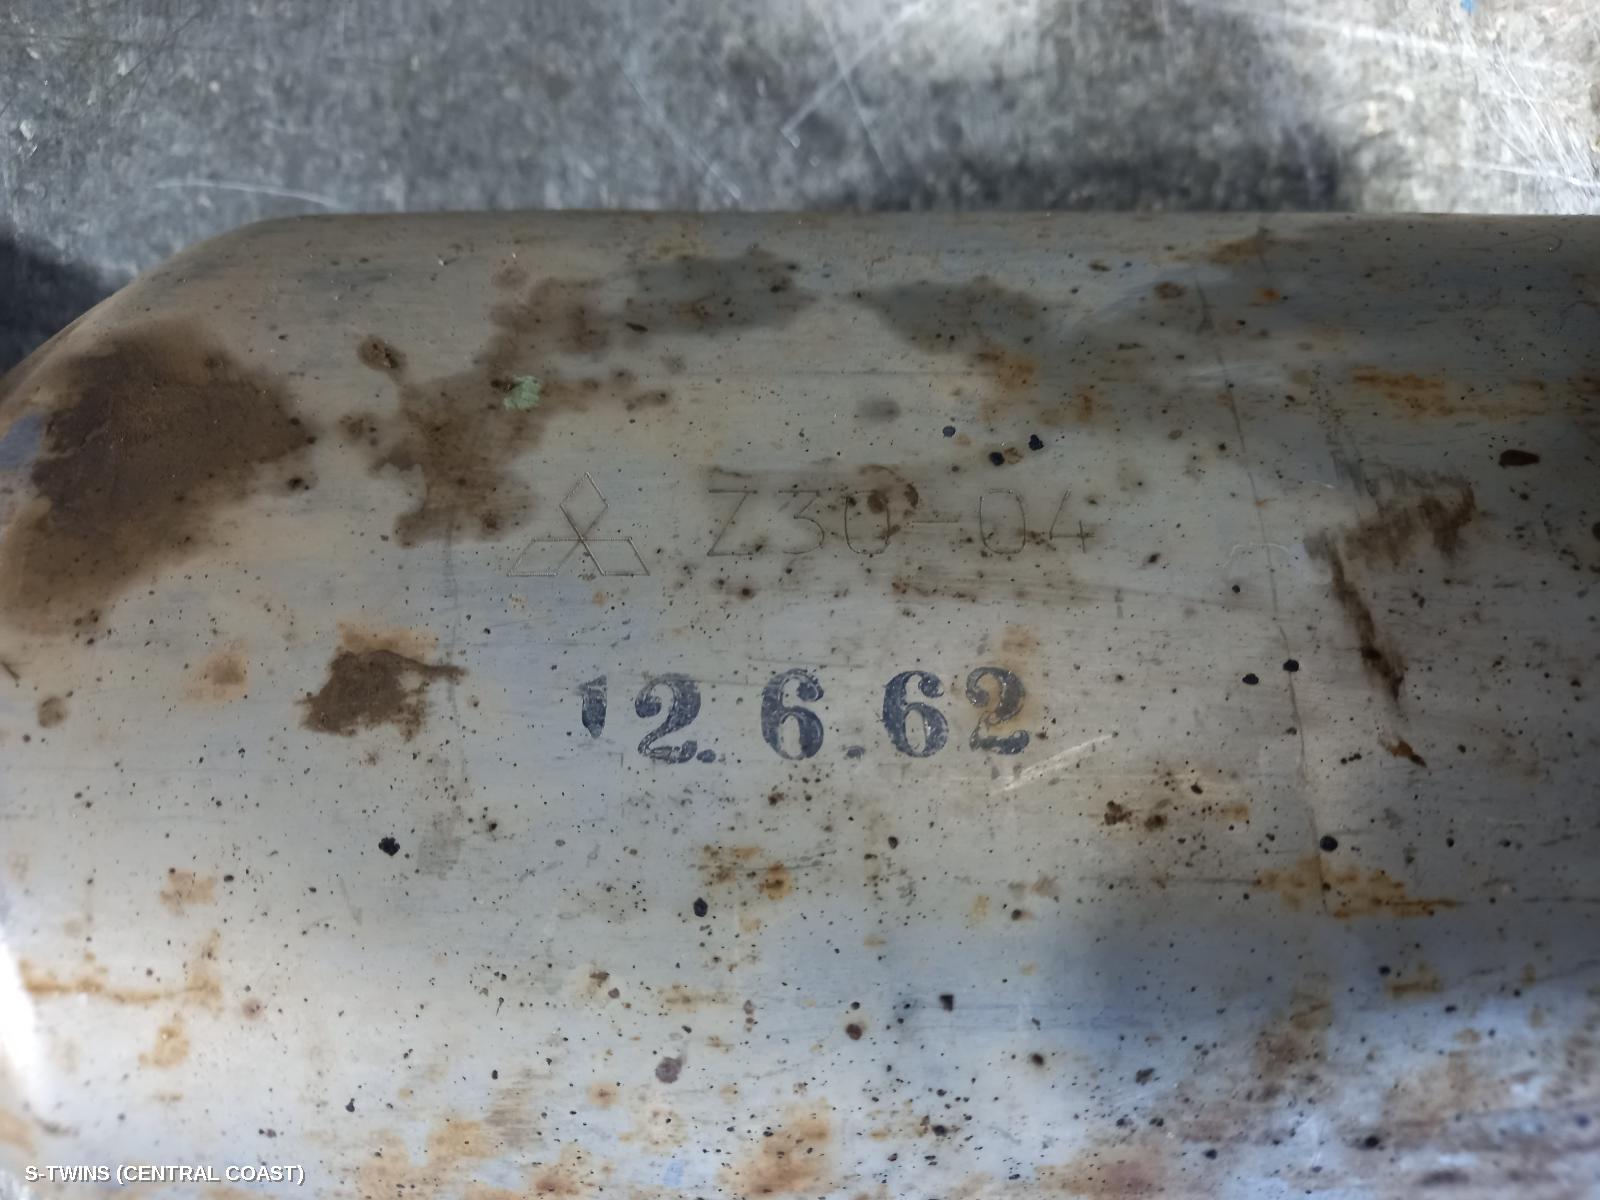 Z30-04
12.6.62
S-TWINS (CENTRAL COAST)